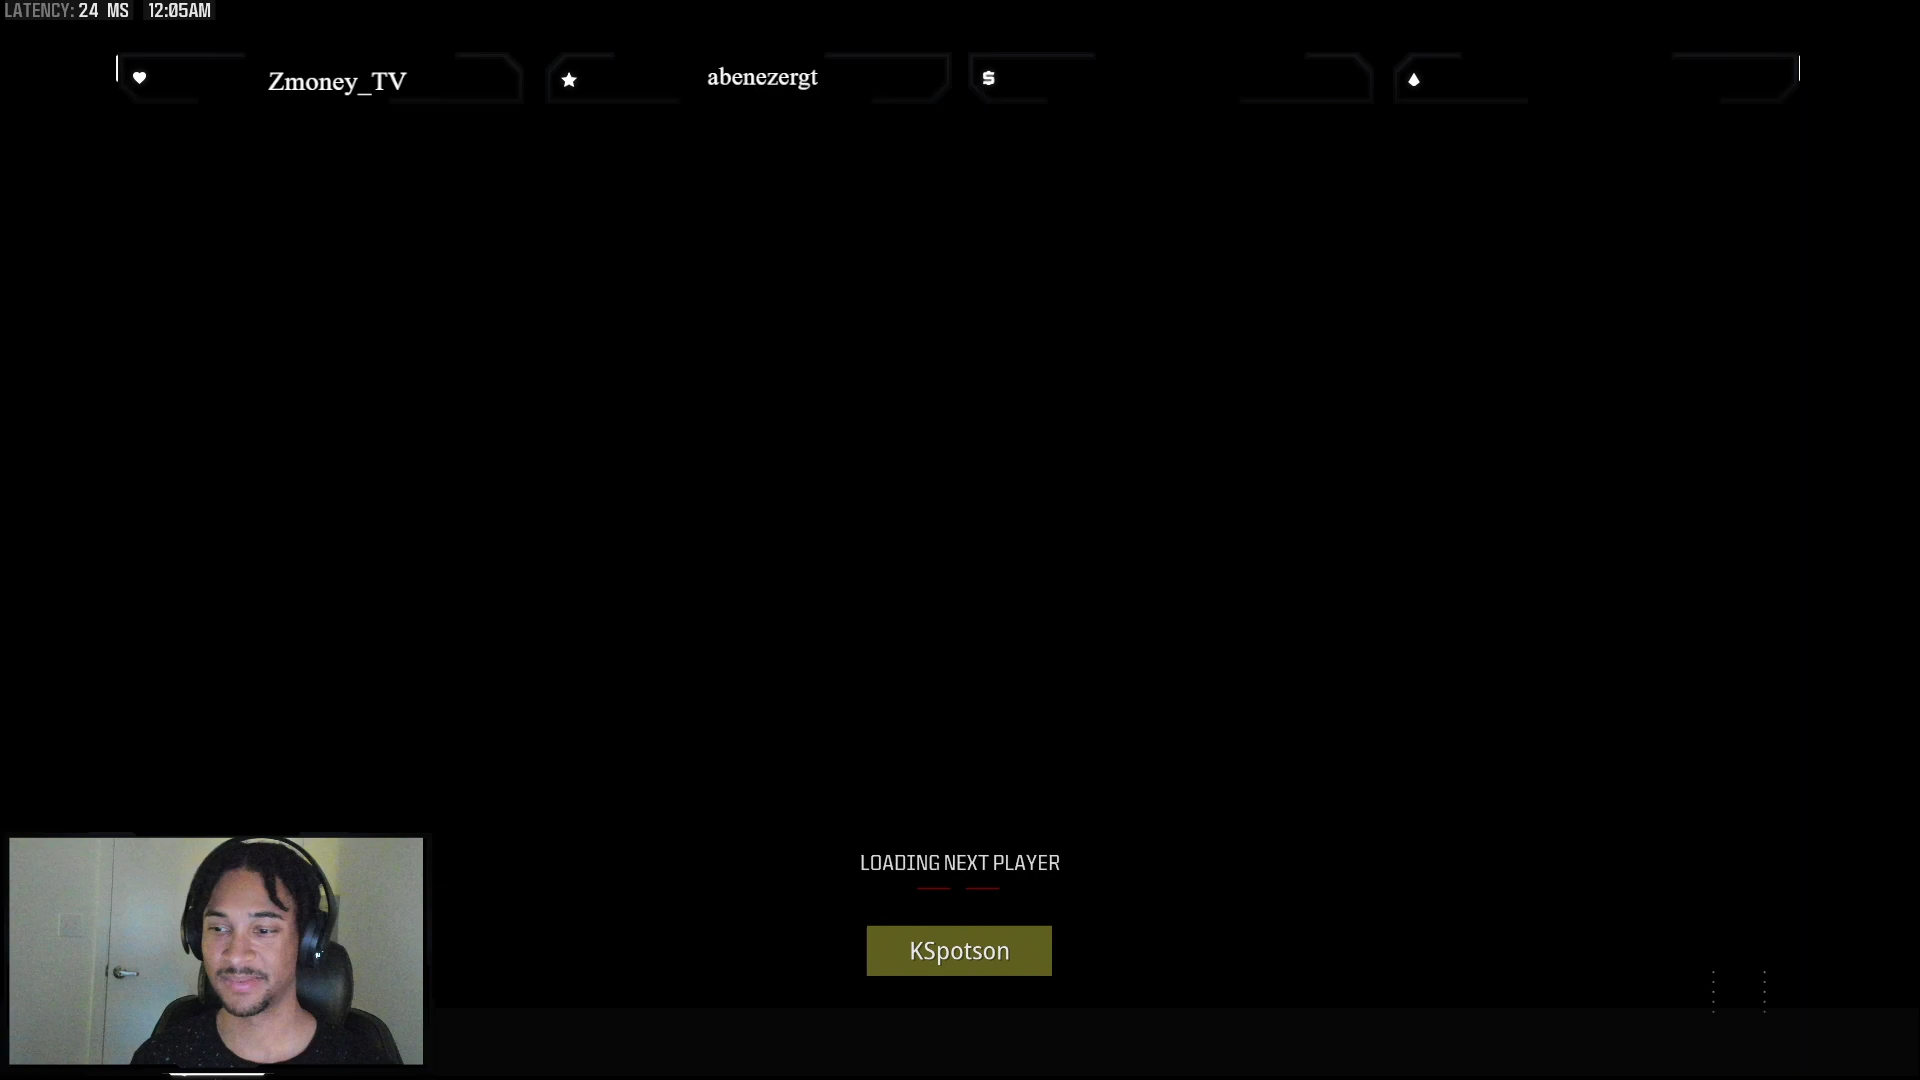 LATENCY: 24 MS 12:05AM
Zmoney_TV
abenezergt
$
LOADING NEXT PLAYER
KSpotson